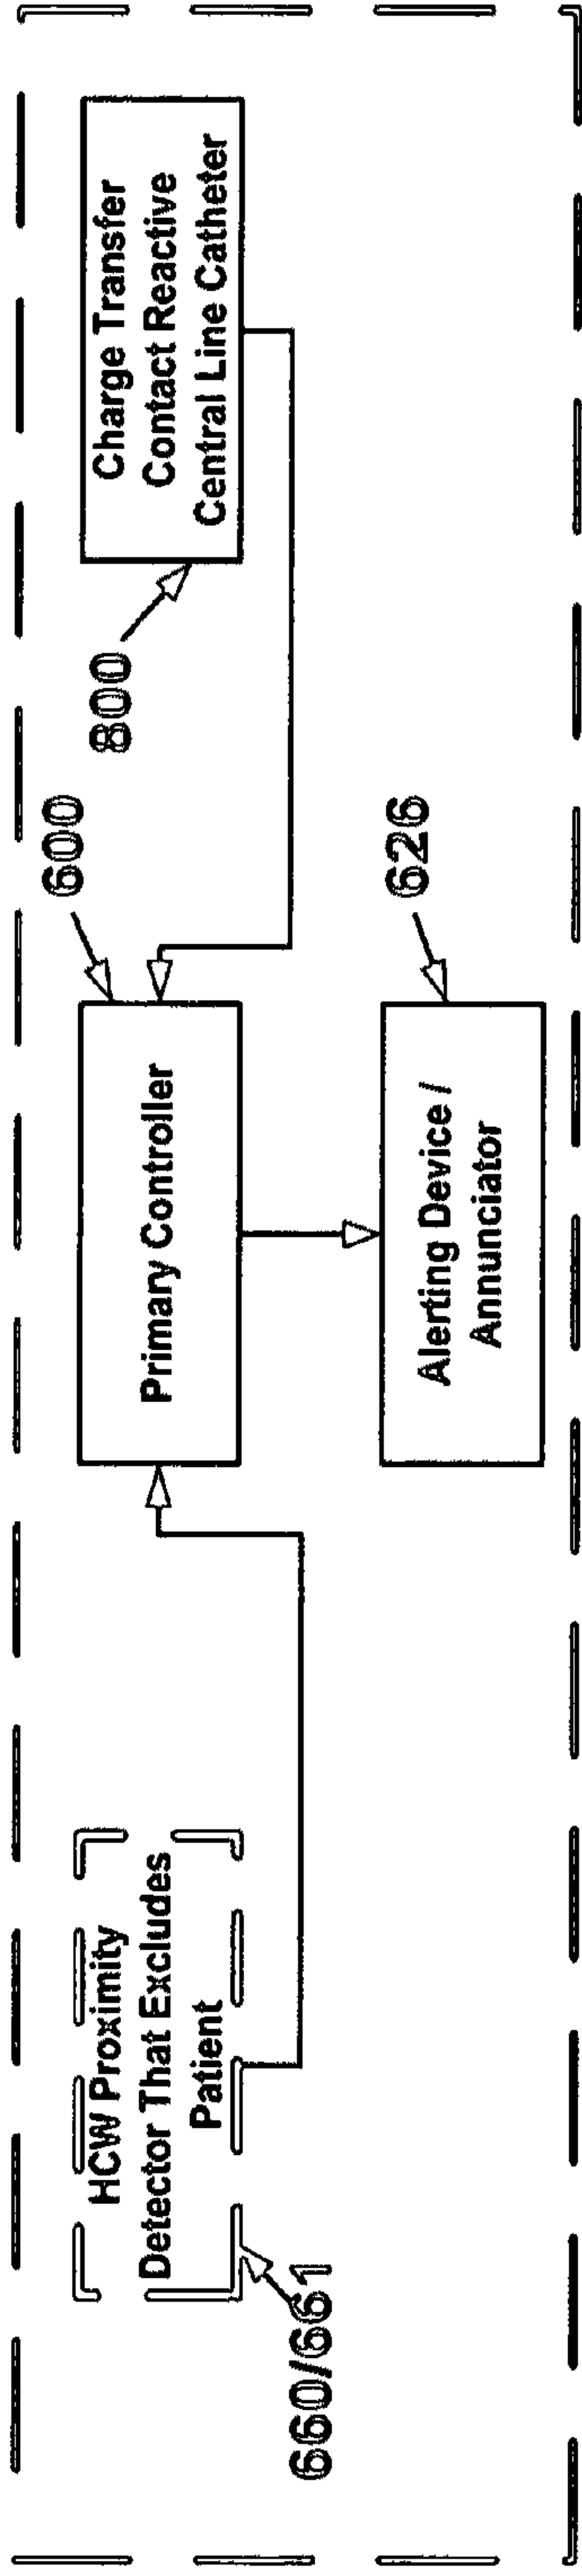 HCW Proximity
Detector That Excludes
Patient
660/661
Primary Controller
600
Charge Transfer
Contact Reactive
Central Line Catheter
800
Alerting Device /
Annunciator
626